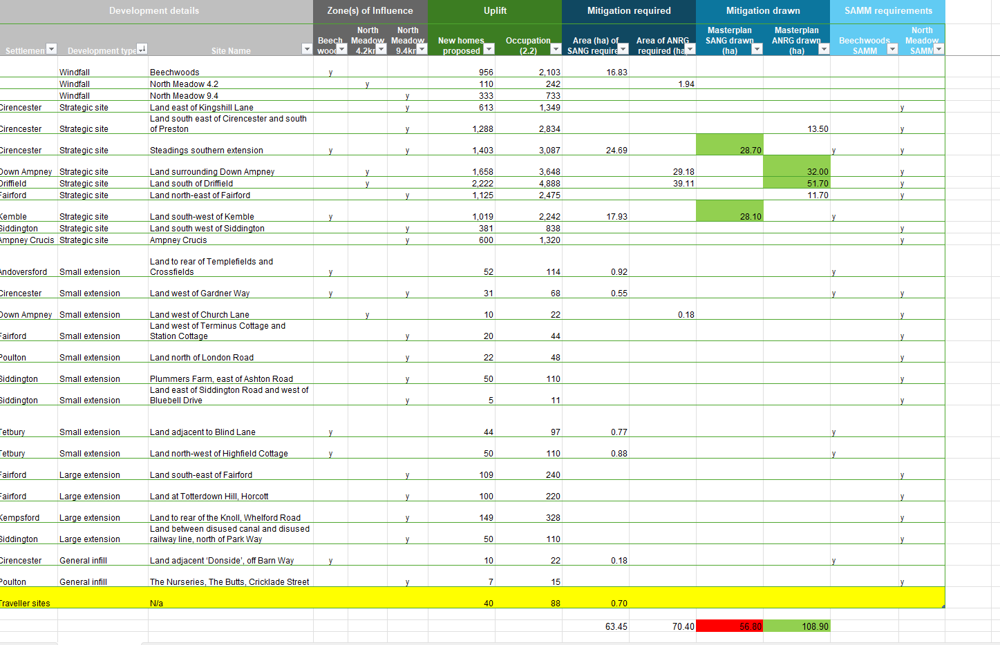 Development details Zone(s) of Influence Uplift Mitigation required Mitigation drawn SAMM requirements
North North Masterplan Masterplan North
Beech Meadow Meadow New homes Occupation Area (ha) of Area of ANRG SANG drawn ANRG drawn Beechwoods Meadow
Settlemen Development type Site Name wood 4.2kr 9.4kr proposed (2.2) SANG require required (ha (ha) (ha) SAMM SAMM
Windfall Beechwoods y 956 2,103 16.83
Windfall North Meadow 4.2 y 110 242 1.94
Windfall North Meadow 9.4 y 333 733
Cirencester Strategic site Land east of Kingshill Lane y 613 1,349 y
Land south east of Cirencester and south
Cirencester Strategic site of Preston y 1,288 2,834 13.50 y
Cirencester Strategic site Steadings southern extension y y 1,403 3,087 24.69 28.70 y y
Down Ampney Strategic site Land surrounding Down Ampney y 1,658 3,648 29.18 32.00 y
Driffield Strategic site Land south of Driffield y 2,222 4,888 39.11 51.70 y
Fairford Strategic site Land north-east of Fairford y 1,125 2,475 11.70 y
Kemble Strategic site Land south-west of Kemble y 1,019 2,242 17.93 28.10 y
Siddington Strategic site Land south west of Siddington y 381 838 y
Ampney Crucis Strategic site Ampney Crucis y 600 1,320 y
Land to rear of Templefields and
Andoversford Small extension Crossfields y 52 114 0.92 y
Cirencester Small extension Land west of Gardner Way y y 31 68 0.55 y y
Down Ampney Small extension Land west of Church Lane y 10 22 0.18 y
Land west of Terminus Cottage and
Fairford Small extension Station Cottage y 20 44 y
Poulton Small extension Land north of London Road y 22 48 y
Siddington Small extension Plummers Farm, east of Ashton Road y 50 110 y
Land east of Siddington Road and west of
Siddington Small extension Bluebell Drive y 5 11 y
Tetbury Small extension Land adjacent to Blind Lane y 44 97 0.77 y
Tetbury Small extension Land north-west of Highfield Cottage y 50 110 0.88 y
Fairford Large extension Land south-east of Fairford y 109 240 y
Fairford Large extension Land at Totterdown Hill, Horcott y 100 220 y
Kempsford Large extension Land to rear of the Knoll, Whelford Road y 149 328 y
Land between disused canal and disused
Siddington Large extension railway line, north of Park Way y 50 110 y
Cirencester General infill Land adjacent ‘Donside’, off Barn Way y 10 22 0.18 y
Poulton General infill The Nurseries, The Butts, Cricklade Street y 7 15 y
Traveller sites N/a 40 88 0.70
63.45 70.40 56.80 108.90